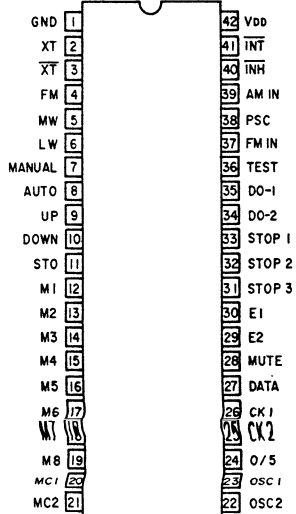 GND 1 42 VDD
XT 2 41 INT
XT 3 40 INH
FM 4 39 AM IN
MW 5 38 PSC
LW 6 37 FM IN
MANUAL 7 36 TEST
AUTO 8 35 DO-1
UP 9 34 DO-2
DOWN 10 33 STOP 1
STO 11 32 STOP 2
M1 12 31 STOP 3
M2 13 30 E1
M3 14 29 E2
M4 15 28 MUTE
M5 16 27 DATA
M6 17 26 CK1
M7 18 25 CK2
M8 19 24 O/5
MC1 20 23 OSC1
MC2 21 22 OSC2